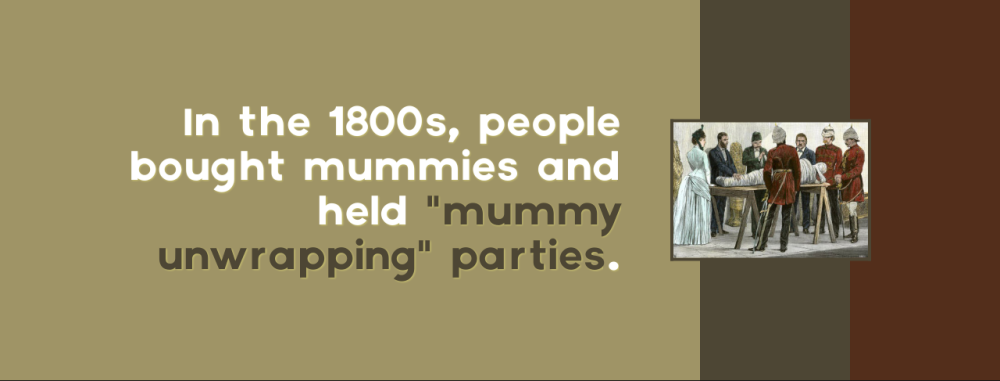 In the 1800s, people
bought mummies and
held "mummy
unwrapping" parties.